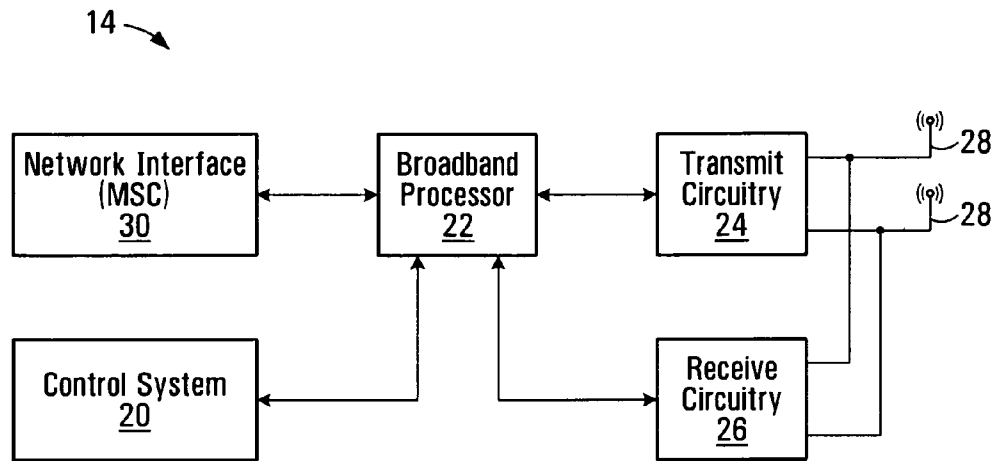 14
Network Interface
(MSC)
30
Broadband
Processor
22
Transmit
Circuitry
24
28
28
Control System
20
Receive
Circuitry
26